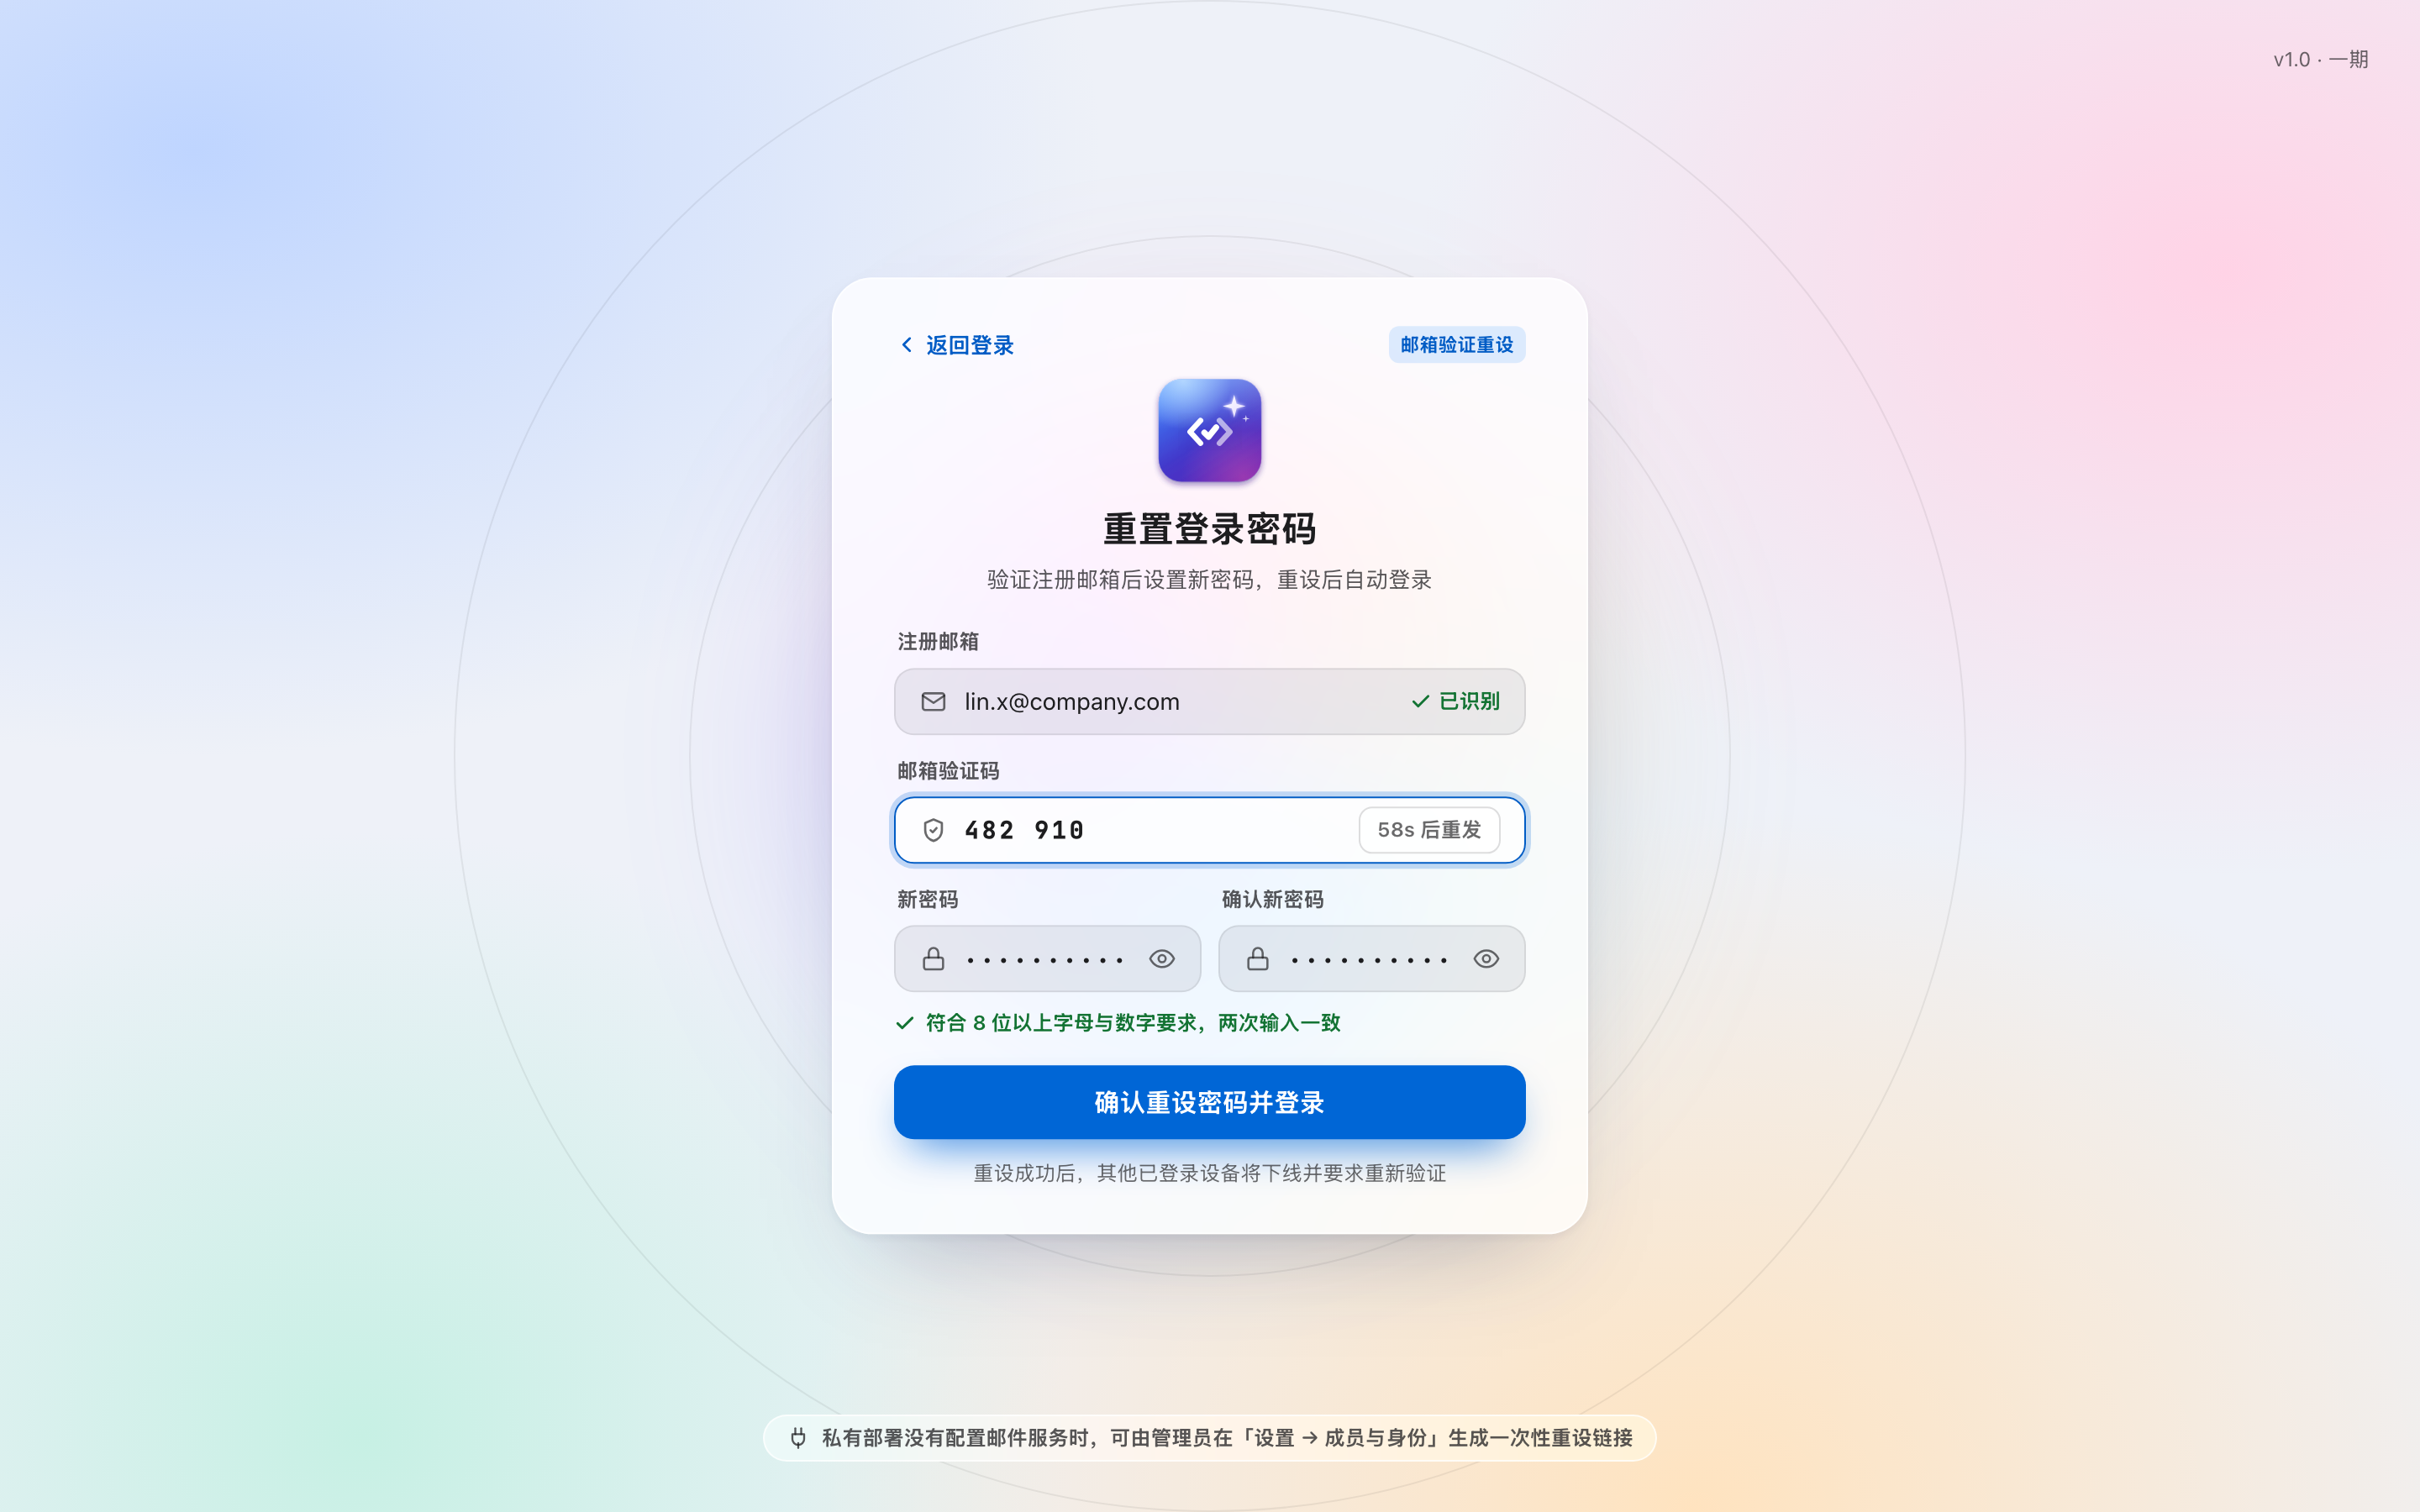 v1.0 · 一期
返回登录
邮箱验证重设
重置登录密码
验证注册邮箱后设置新密码，重设后自动登录
注册邮箱
lin.x@company.com
已识别
邮箱验证码
482 910
58s 后重发
新密码
确认新密码
符合 8 位以上字母与数字要求，两次输入一致
确认重设密码并登录
重设成功后，其他已登录设备将下线并要求重新验证
私有部署没有配置邮件服务时，可由管理员在「设置 → 成员与身份」生成一次性重设链接